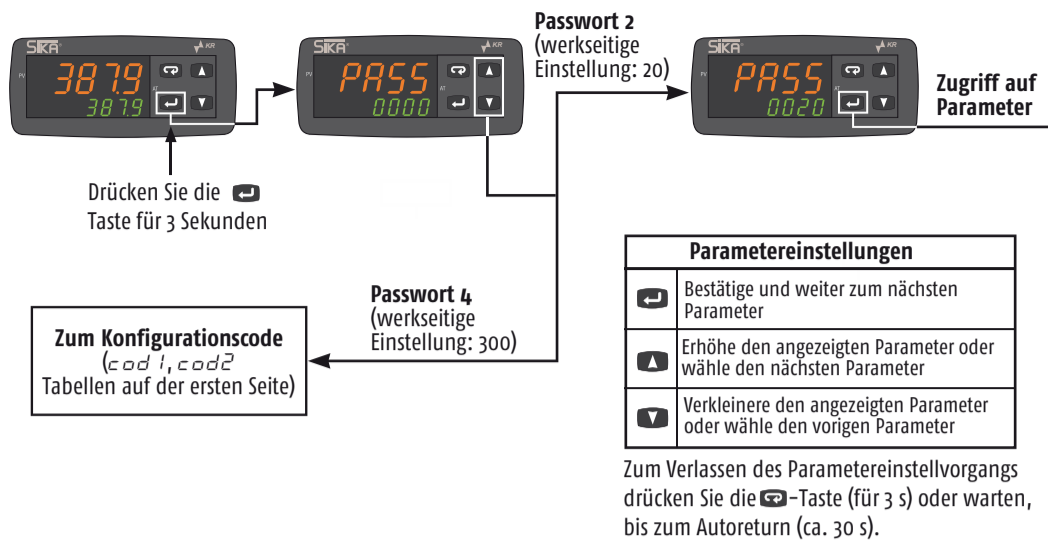 SIKA®
KR
PV
387.9
387.9
AT
Drücken Sie die
Taste für 3 Sekunden
SIKA®
KR
PV
PASS
0000
AT
Passwort 2
(werkseitige
Einstellung: 20)
SIKA®
KR
PV
PASS
0020
AT
Zugriff auf
Parameter
Passwort 4
(werkseitige
Einstellung: 300)
Zum Konfigurationscode
(cod1, cod2
Tabellen auf der ersten Seite)
Parametereinstellungen
Bestätige und weiter zum nächsten
Parameter
Erhöhe den angezeigten Parameter oder
wähle den nächsten Parameter
Verkleinere den angezeigten Parameter
oder wähle den vorigen Parameter
Zum Verlassen des Parametereinstellvorgangs
drücken Sie die -Taste (für 3 s) oder warten,
bis zum Autoreturn (ca. 30 s).